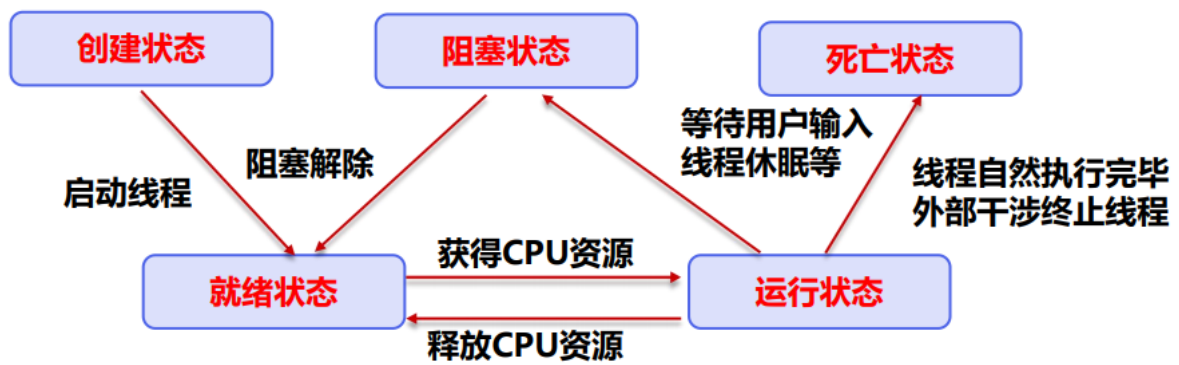 创建状态
阻塞状态
死亡状态
等待用户输入
线程休眠等
阻塞解除
启动线程
线程自然执行完毕
外部干涉终止线程
获得CPU资源
就绪状态
运行状态
释放CPU资源